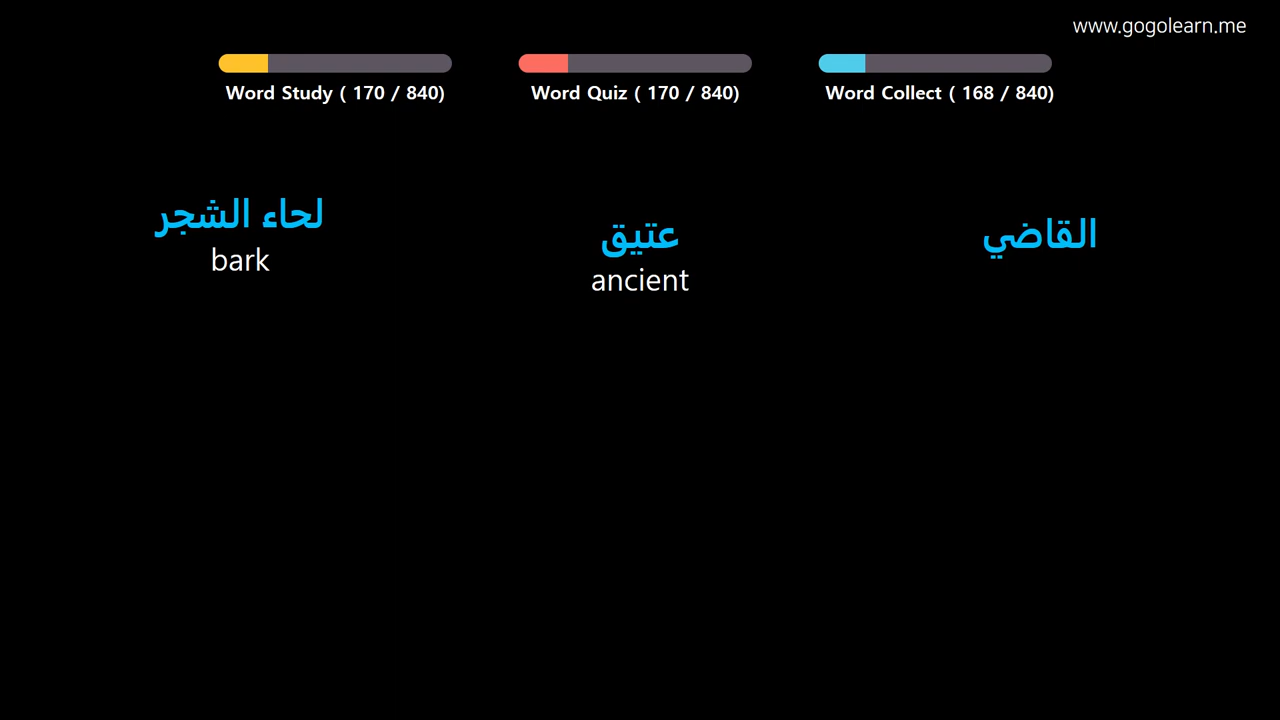 www.gogolearn.me
Word Study ( 170 / 840)
Word Quiz ( 170 / 840)
Word Collect ( 168 / 840)
لحاء الشجر
bark
عتيق
ancient
القاضي